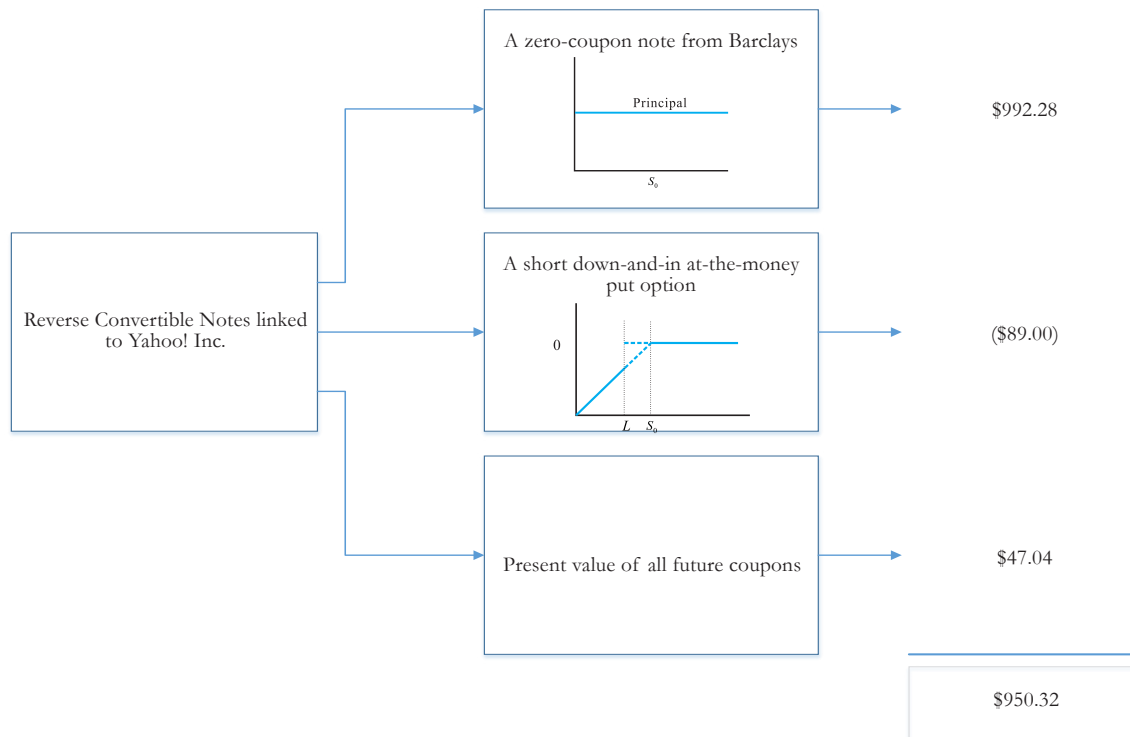 A zero-coupon note from Barclays
Principal
S₀
$992.28
Reverse Convertible Notes linked
to Yahoo! Inc.
A short down-and-in at-the-money
put option
0
L S₀
($89.00)
Present value of all future coupons
$47.04
$950.32